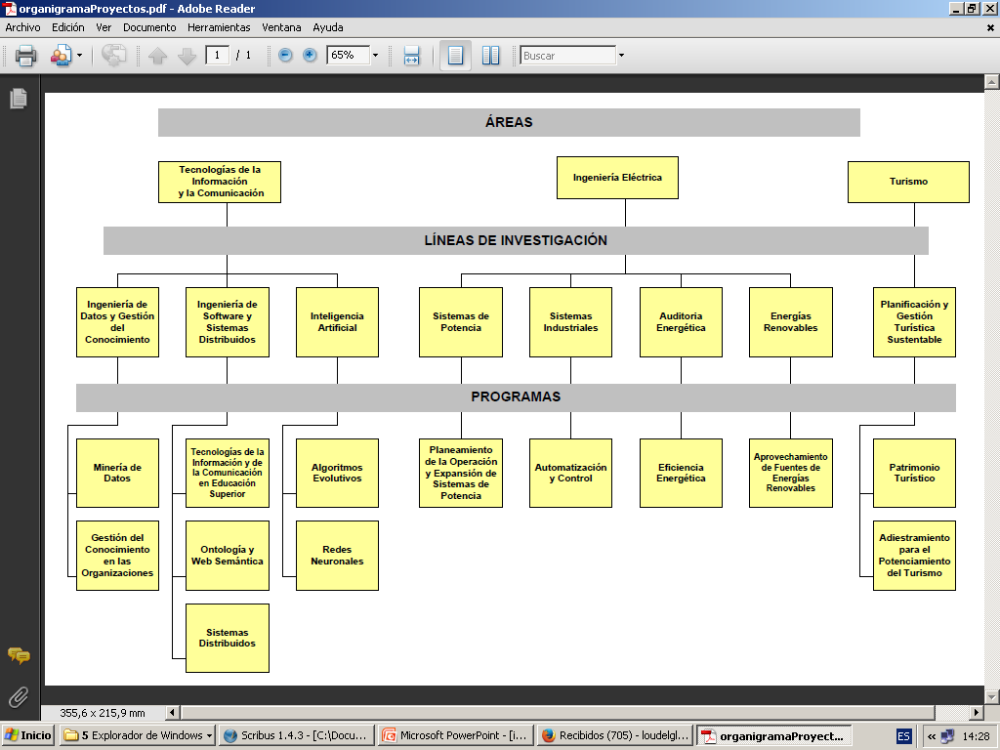 organigramaProyectos.pdf - Adobe Reader
Archivo Edición Ver Documento Herramientas Ventana Ayuda
1 / 1 65% Buscar
ÁREAS
Tecnologías de la
Información
y la Comunicación
Ingeniería Eléctrica
Turismo
LÍNEAS DE INVESTIGACIÓN
Ingeniería de
Datos y Gestión
del
Conocimiento
Ingeniería de
Software y
Sistemas
Distribuidos
Inteligencia
Artificial
Sistemas de
Potencia
Sistemas
Industriales
Auditoria
Energética
Energías
Renovables
Planificación y
Gestión
Turística
Sustentable
PROGRAMAS
Minería de
Datos
Tecnologías de la
Información y de
la Comunicación
en Educación
Superior
Algoritmos
Evolutivos
Planeamiento
de la Operación
y Expansión de
Sistemas de
Potencia
Automatización
y Control
Eficiencia
Energética
Aprovechamiento
de Fuentes de
Energías
Renovables
Patrimonio
Turístico
Gestión del
Conocimiento
en las
Organizaciones
Ontología y
Web Semántica
Redes
Neuronales
Adiestramiento
para el
Potenciamiento
del Turismo
Sistemas
Distribuidos
355,6 x 215,9 mm
Inicio 5 Explorador de Windows Scribus 1.4.3 - [C:\Docu... Microsoft PowerPoint - [i... Recibidos (705) - loudelgl... organigramaProyect... ES « 14:28